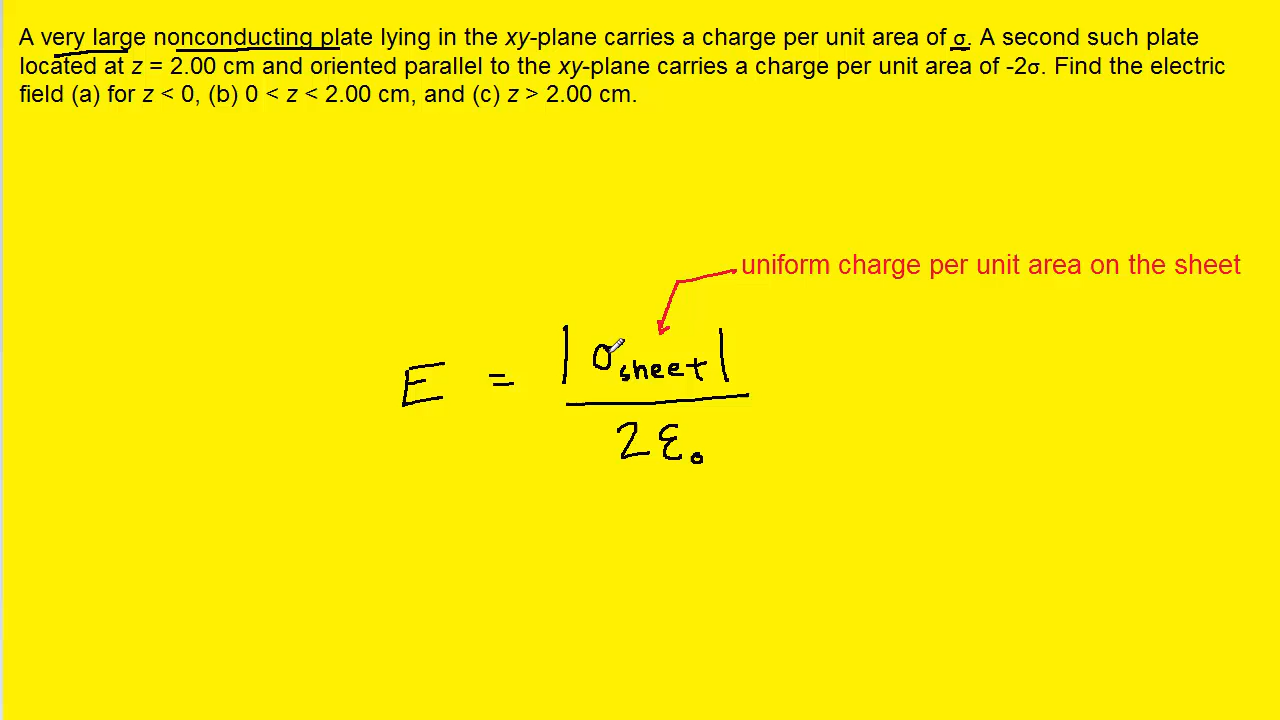 A very large nonconducting plate lying in the xy-plane carries a charge per unit area of σ. A second such plate
located at z = 2.00 cm and oriented parallel to the xy-plane carries a charge per unit area of -2σ. Find the electric
field (a) for z < 0, (b) 0 < z < 2.00 cm, and (c) z > 2.00 cm.
uniform charge per unit area on the sheet
E = |σsheet|
2ε₀